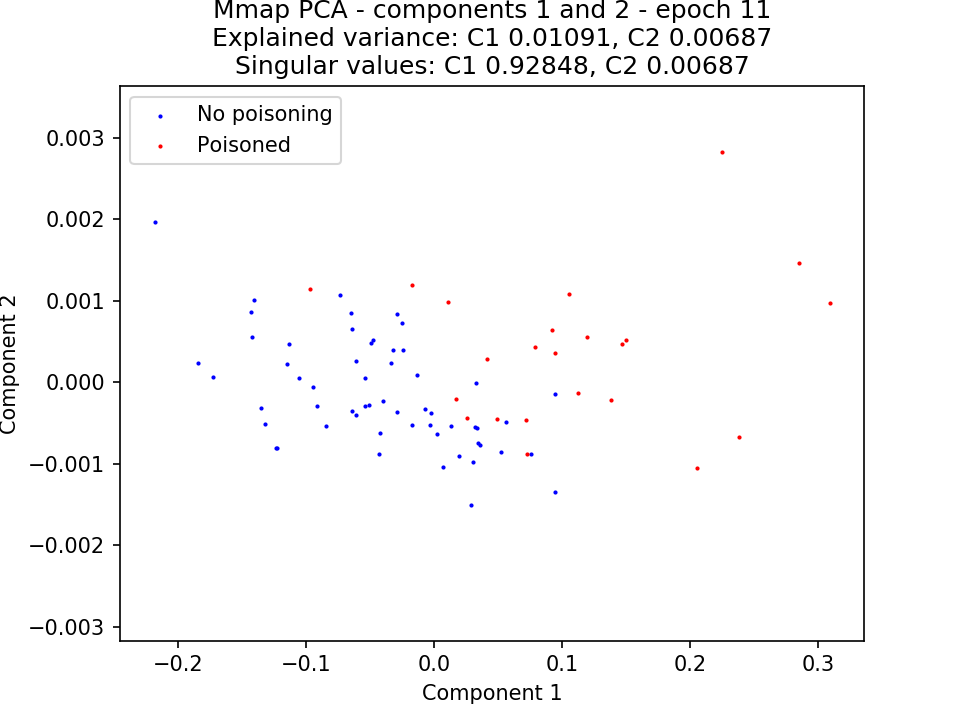 Mmap PCA - components 1 and 2 - epoch 11
Explained variance: C1 0.01091, C2 0.00687
Singular values: C1 0.92848, C2 0.00687
No poisoning
Poisoned
0.003
0.002
0.001
0.000
−0.001
−0.002
−0.003
Component 2
−0.2
−0.1
0.0
0.1
0.2
0.3
Component 1